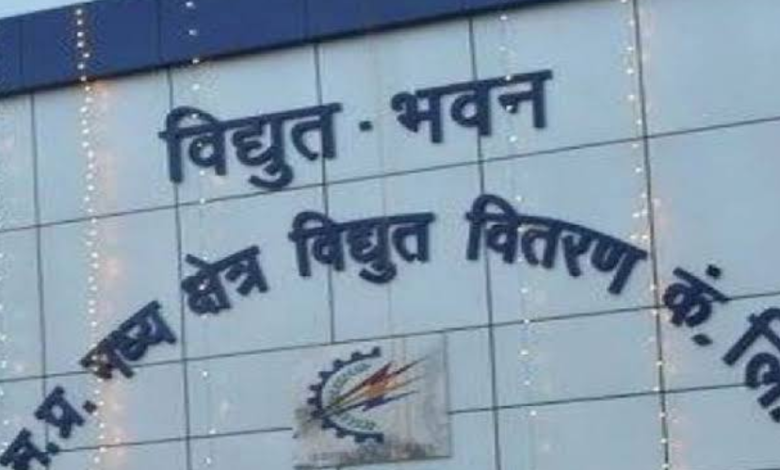 विद्युत - भवन
म.प्र. मध्य क्षेत्र विद्युत वितरण कं. लि